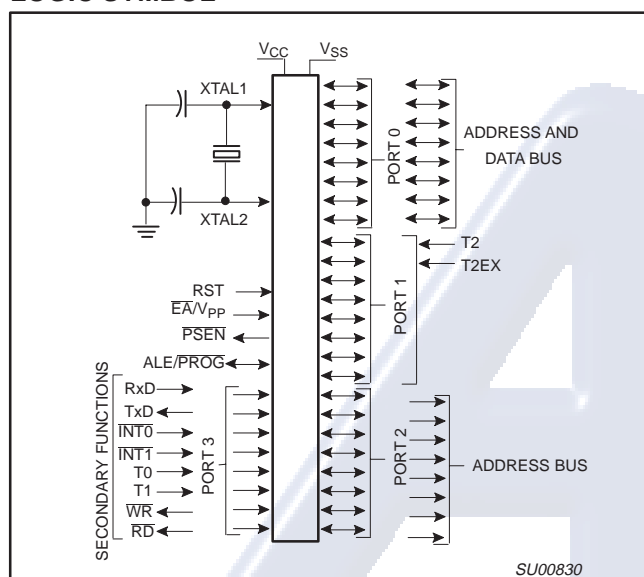 LOGIC SYMBOL
VCC VSS
XTAL1
XTAL2
PORT 0
ADDRESS AND
DATA BUS
T2
T2EX
PORT 1
RST
EA/VPP
PSEN
ALE/PROG
SECONDARY FUNCTIONS
RxD
TxD
INT0
INT1
T0
T1
WR
RD
PORT 3
PORT 2
ADDRESS BUS
SU00830